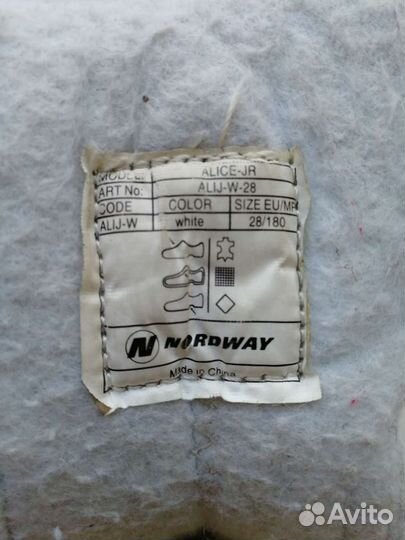 MODEL: ALICE-JR
ART No: ALIJ-W-28
CODE COLOR SIZE EU/MP
ALIJ-W white 28/180
N NORDWAY
Made in China
Avito